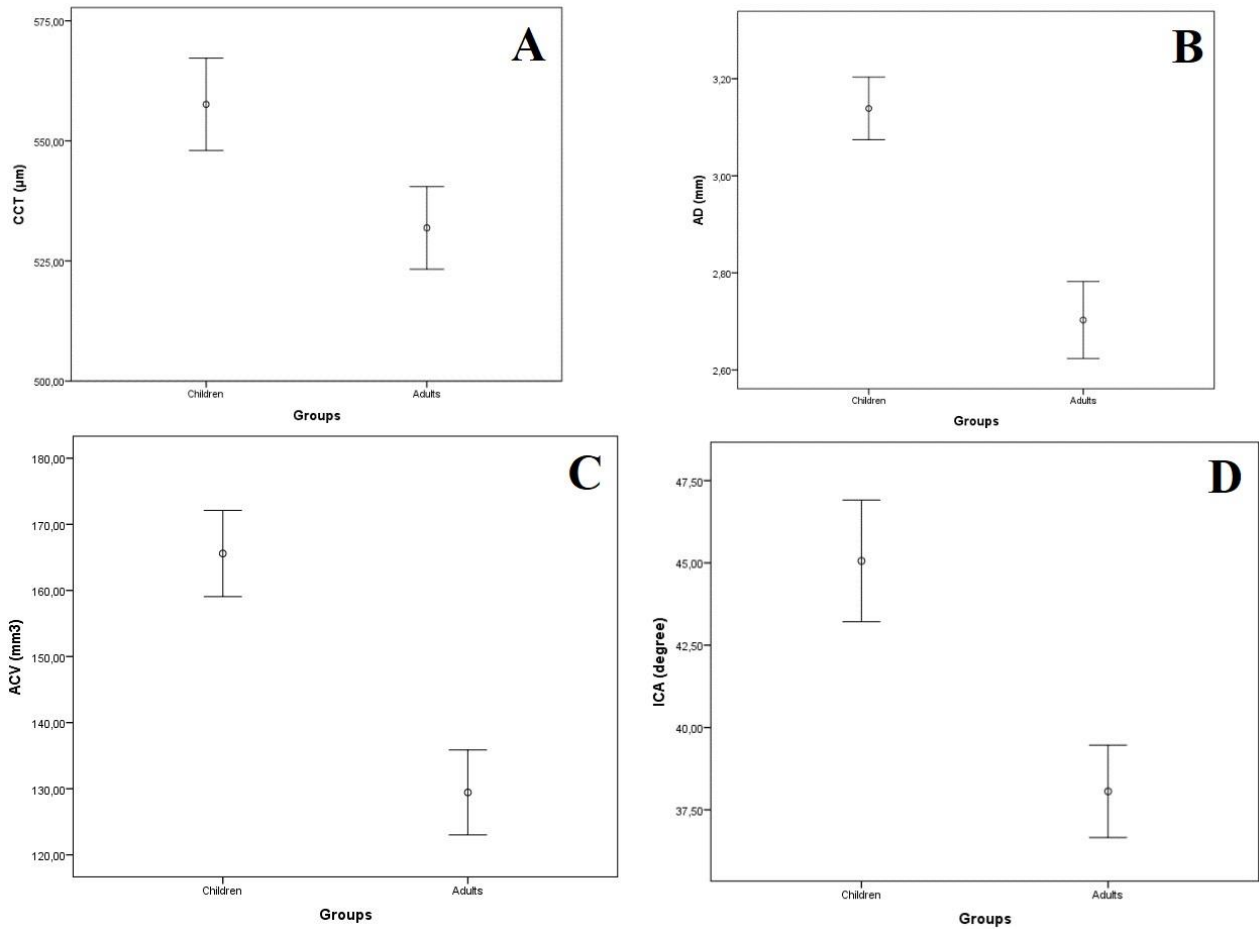 A
575,00
550,00
525,00
500,00
CCT (µm)
Children
Adults
Groups
B
3,20
3,00
2,80
2,60
AD (mm)
Children
Adults
Groups
C
180,00
170,00
160,00
150,00
140,00
130,00
120,00
ACV (mm3)
Children
Adults
Groups
D
47,50
45,00
42,50
40,00
37,50
ICA (degree)
Children
Adults
Groups